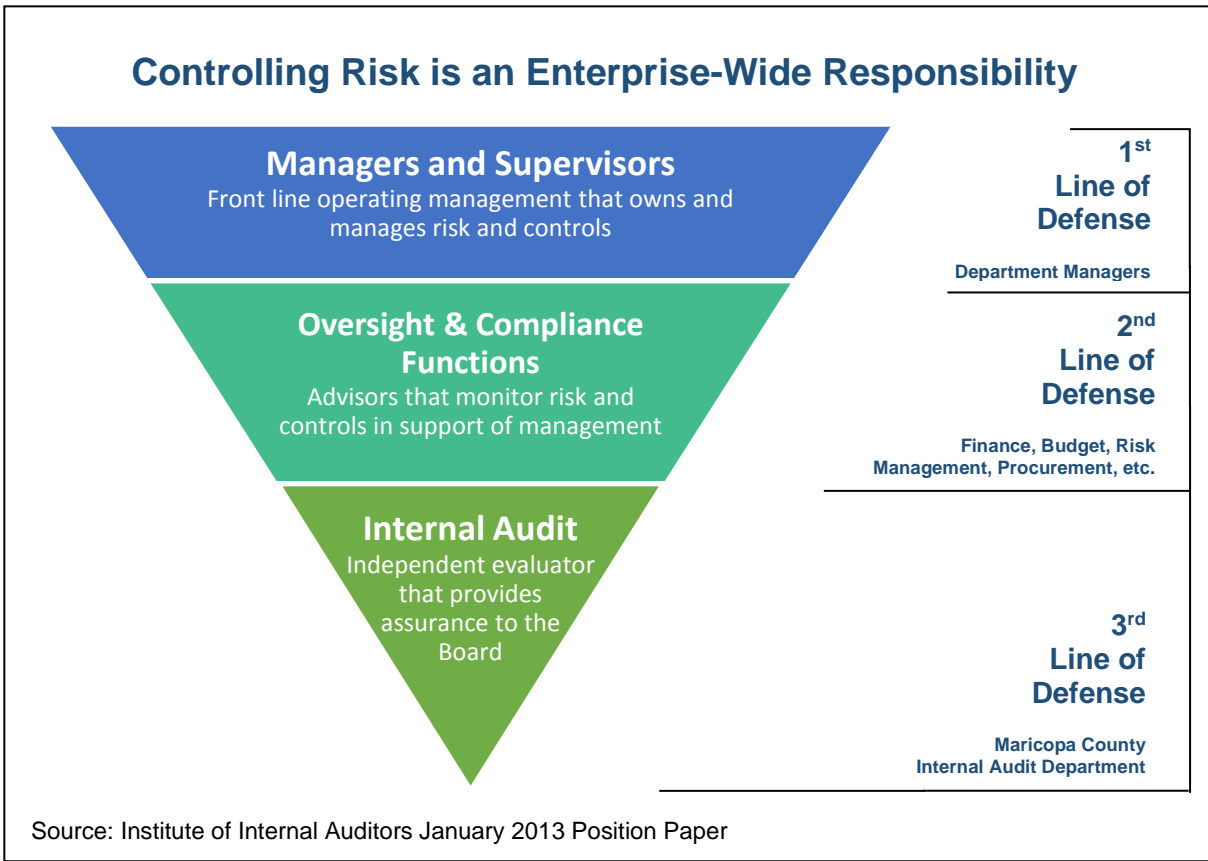 Controlling Risk is an Enterprise-Wide Responsibility
Managers and Supervisors
Front line operating management that owns and
manages risk and controls
1st
Line of
Defense
Department Managers
Oversight & Compliance
Functions
Advisors that monitor risk and
controls in support of management
2nd
Line of
Defense
Finance, Budget, Risk
Management, Procurement, etc.
Internal Audit
Independent evaluator
that provides
assurance to the
Board
3rd
Line of
Defense
Maricopa County
Internal Audit Department
Source: Institute of Internal Auditors January 2013 Position Paper